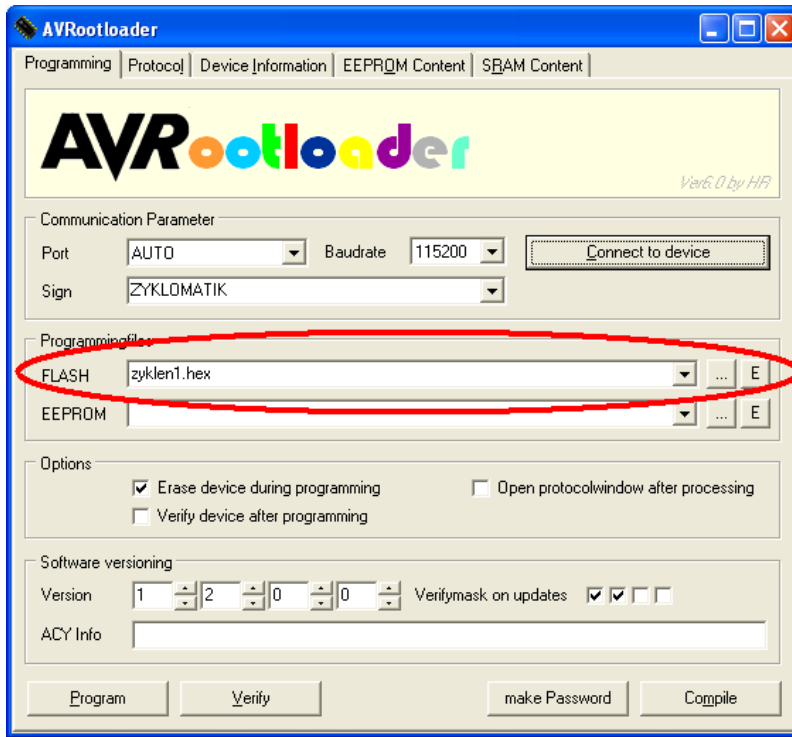 AVRootloader
Programming Protocol Device Information EEPROM Content SRAM Content
AVRootloader
Ver6.0 by HR
Communication Parameter
Port AUTO Baudrate 115200 Connect to device
Sign ZYKLOMATIK
Programmingfiles
FLASH zyklen1.hex ... E
EEPROM ... E
Options
Erase device during programming Open protocolwindow after processing
Verify device after programming
Software versioning
Version 1 2 0 0 Verifymask on updates
ACY Info
Program Verify make Password Compile